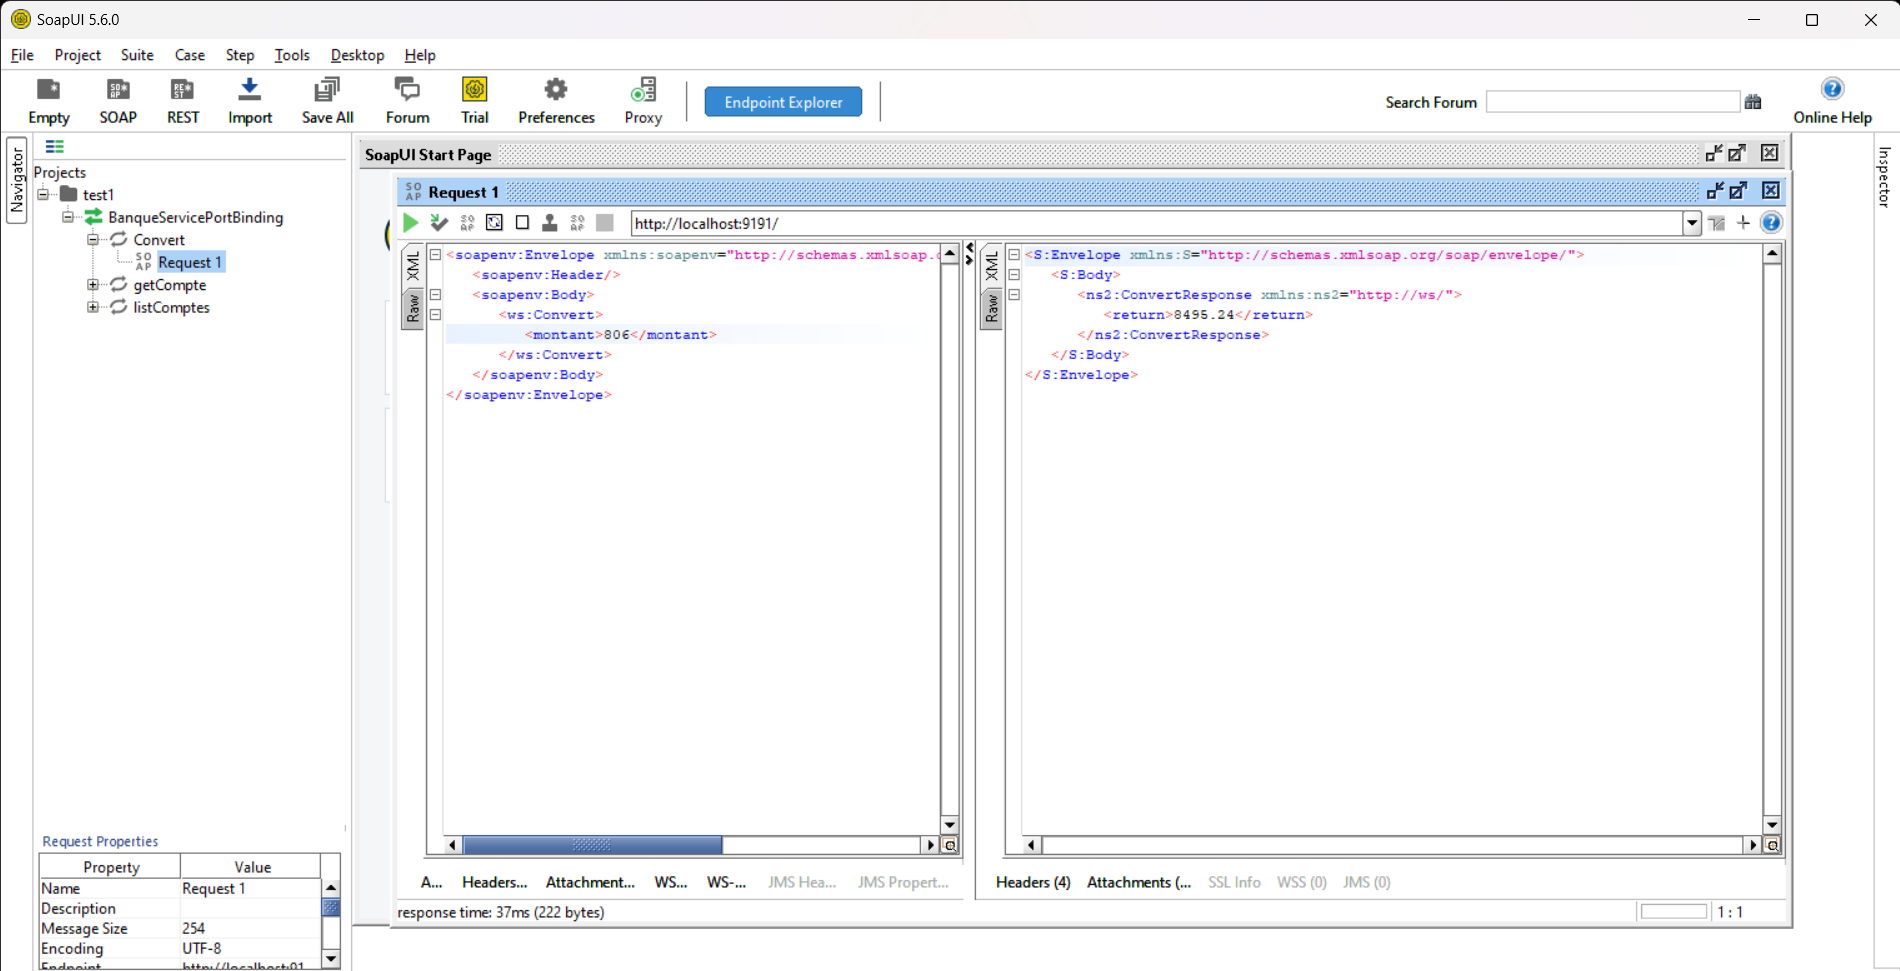 SoapUI 5.6.0
File Project Suite Case Step Tools Desktop Help
Empty SOAP REST Import Save All Forum Trial Preferences Proxy Endpoint Explorer Search Forum Online Help
Navigator
Projects
test1
BanqueServicePortBinding
Convert
Request 1
getCompte
listComptes
SoapUI Start Page
Request 1
http://localhost:9191/
XML
Raw
<soapenv:Envelope xmlns:soapenv="http://schemas.xmlsoap.
<soapenv:Header/>
<soapenv:Body>
<ws:Convert>
<montant>806</montant>
</ws:Convert>
</soapenv:Body>
</soapenv:Envelope>
XML
Raw
<S:Envelope xmlns:S="http://schemas.xmlsoap.org/soap/envelope/">
<S:Body>
<ns2:ConvertResponse xmlns:ns2="http://ws/">
<return>8495.24</return>
</ns2:ConvertResponse>
</S:Body>
</S:Envelope>
Inspector
A... Headers... Attachment... WS... WS-... JMS Hea... JMS Propert...
Headers (4) Attachments (... SSL Info WSS (0) JMS (0)
response time: 37ms (222 bytes)
1 : 1
Request Properties
Property Value
Name Request 1
Description
Message Size 254
Encoding UTF-8
Endpoint http://localhost:91